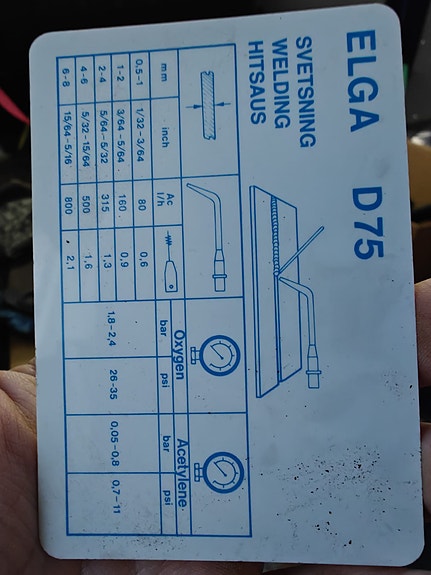 ELGA D75
SVETSNING
WELDING
HITSAUS
Oxygen Acetylene
mm inch Ac l/h bar psi bar psi
0,5-1 1/32-3/64 80 0,6
1-2 3/64-5/64 160 0,9
2-4 5/64-5/32 315 1,3 1,8-2,4 26-35 0,05-0,8 0,7-11
4-6 5/32-15/64 500 1,6
6-8 15/64-5/16 800 2,1